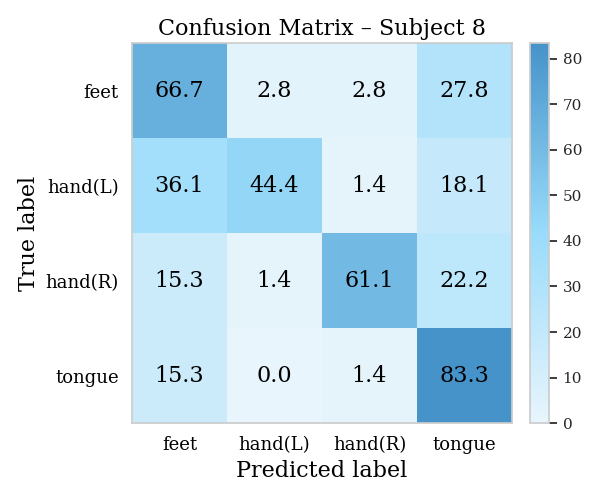 Confusion Matrix – Subject 8
True label
feet 66.7 2.8 2.8 27.8
hand(L) 36.1 44.4 1.4 18.1
hand(R) 15.3 1.4 61.1 22.2
tongue 15.3 0.0 1.4 83.3
feet hand(L) hand(R) tongue
Predicted label
80
70
60
50
40
30
20
10
0